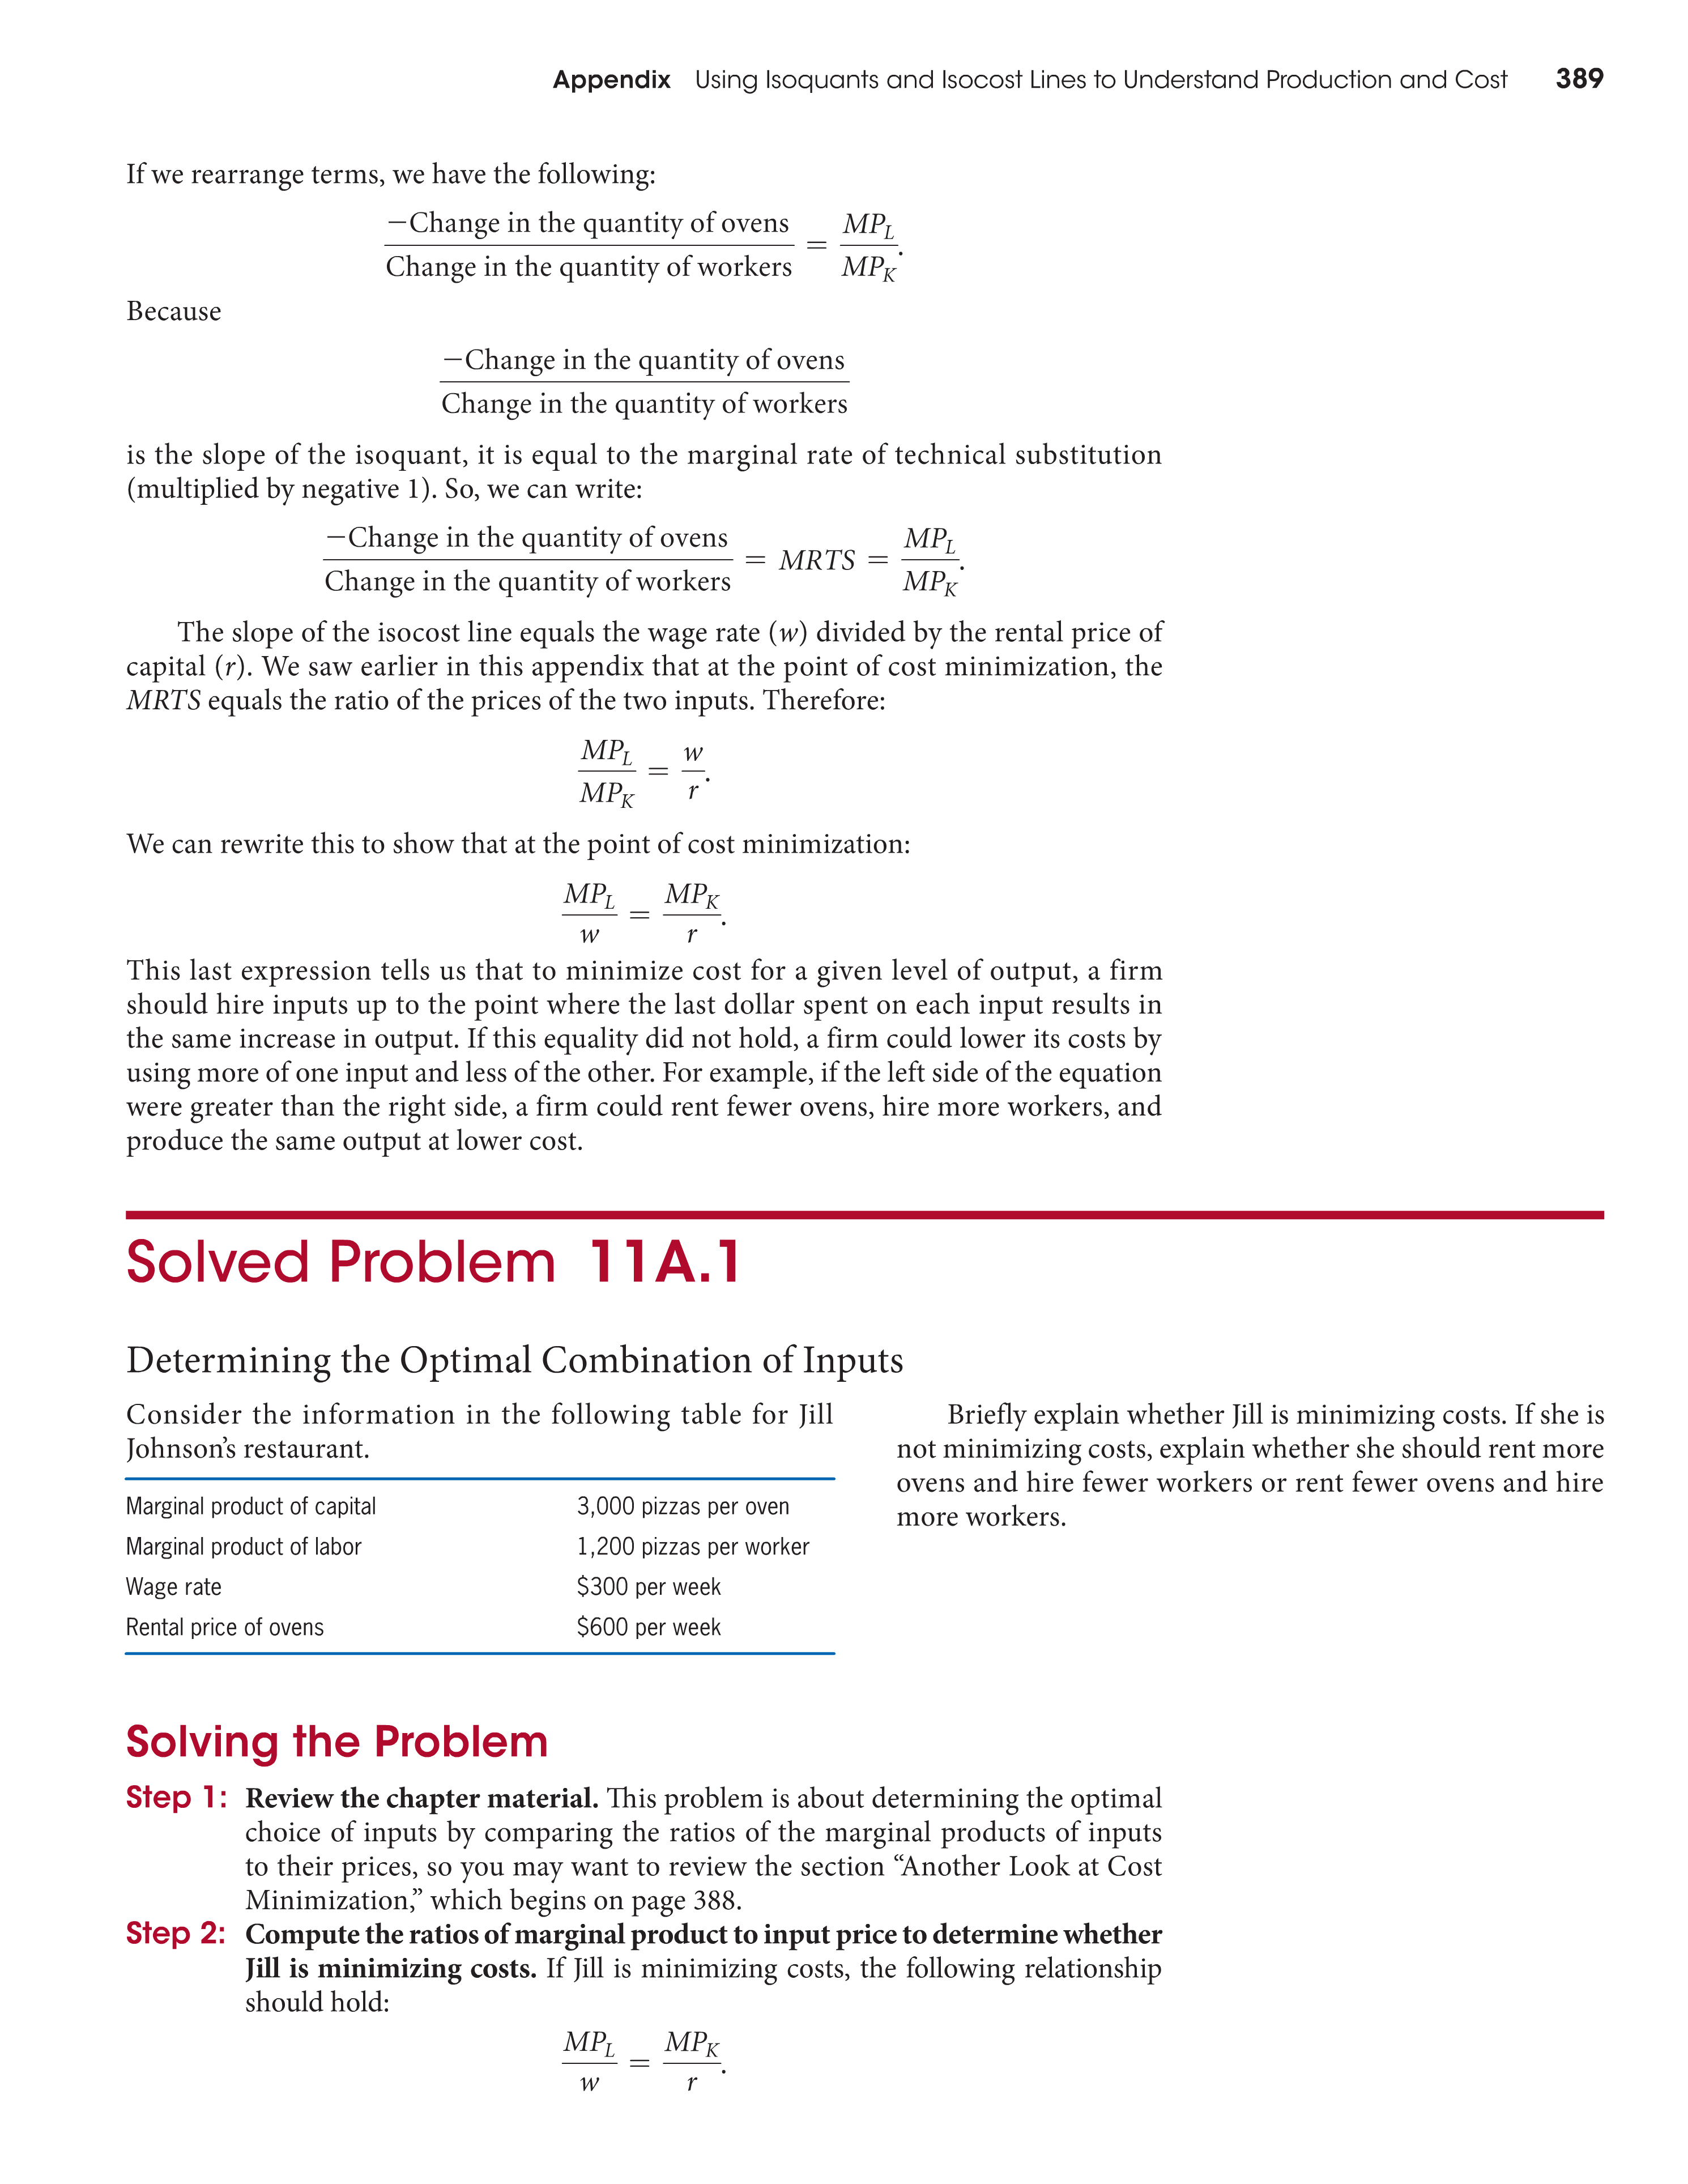 Appendix Using Isoquants and Isocost Lines to Understand Production and Cost 389
If we rearrange terms, we have the following:
−Change in the quantity of ovens / Change in the quantity of workers = MP_L / MP_K.
Because
−Change in the quantity of ovens / Change in the quantity of workers
is the slope of the isoquant, it is equal to the marginal rate of technical substitution
(multiplied by negative 1). So, we can write:
−Change in the quantity of ovens / Change in the quantity of workers = MRTS = MP_L / MP_K.
The slope of the isocost line equals the wage rate (w) divided by the rental price of
capital (r). We saw earlier in this appendix that at the point of cost minimization, the
MRTS equals the ratio of the prices of the two inputs. Therefore:
MP_L / MP_K = w / r.
We can rewrite this to show that at the point of cost minimization:
MP_L / w = MP_K / r.
This last expression tells us that to minimize cost for a given level of output, a firm
should hire inputs up to the point where the last dollar spent on each input results in
the same increase in output. If this equality did not hold, a firm could lower its costs by
using more of one input and less of the other. For example, if the left side of the equation
were greater than the right side, a firm could rent fewer ovens, hire more workers, and
produce the same output at lower cost.
Solved Problem 11A.1
Determining the Optimal Combination of Inputs
Consider the information in the following table for Jill
Johnson’s restaurant.
Marginal product of capital 3,000 pizzas per oven
Marginal product of labor 1,200 pizzas per worker
Wage rate $300 per week
Rental price of ovens $600 per week
Briefly explain whether Jill is minimizing costs. If she is
not minimizing costs, explain whether she should rent more
ovens and hire fewer workers or rent fewer ovens and hire
more workers.
Solving the Problem
Step 1: Review the chapter material. This problem is about determining the optimal
choice of inputs by comparing the ratios of the marginal products of inputs
to their prices, so you may want to review the section “Another Look at Cost
Minimization,” which begins on page 388.
Step 2: Compute the ratios of marginal product to input price to determine whether
Jill is minimizing costs. If Jill is minimizing costs, the following relationship
should hold:
MP_L / w = MP_K / r.